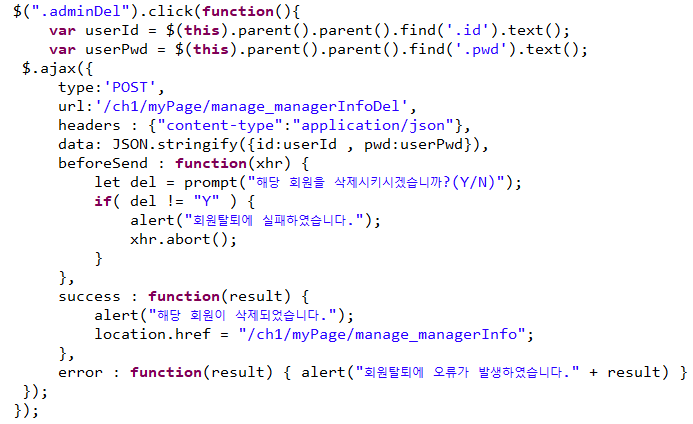 $(".adminDel").click(function(){
    var userId = $(this).parent().parent().find('.id').text();
    var userPwd = $(this).parent().parent().find('.pwd').text();
 $.ajax({
     type:'POST',
     url:'/ch1/myPage/manage_managerInfoDel',
     headers : {"content-type":"application/json"},
     data: JSON.stringify({id:userId , pwd:userPwd}),
     beforeSend : function(xhr) {
         let del = prompt("해당 회원을 삭제시키시겠습니까?(Y/N)");
         if( del != "Y" ) {
             alert("회원탈퇴에 실패하였습니다.");
             xhr.abort();
         }
     },
     success : function(result) {
         alert("해당 회원이 삭제되었습니다.");
         location.href = "/ch1/myPage/manage_managerInfo";
     },
     error : function(result) { alert("회원탈퇴에 오류가 발생하였습니다." + result) }
 });
});